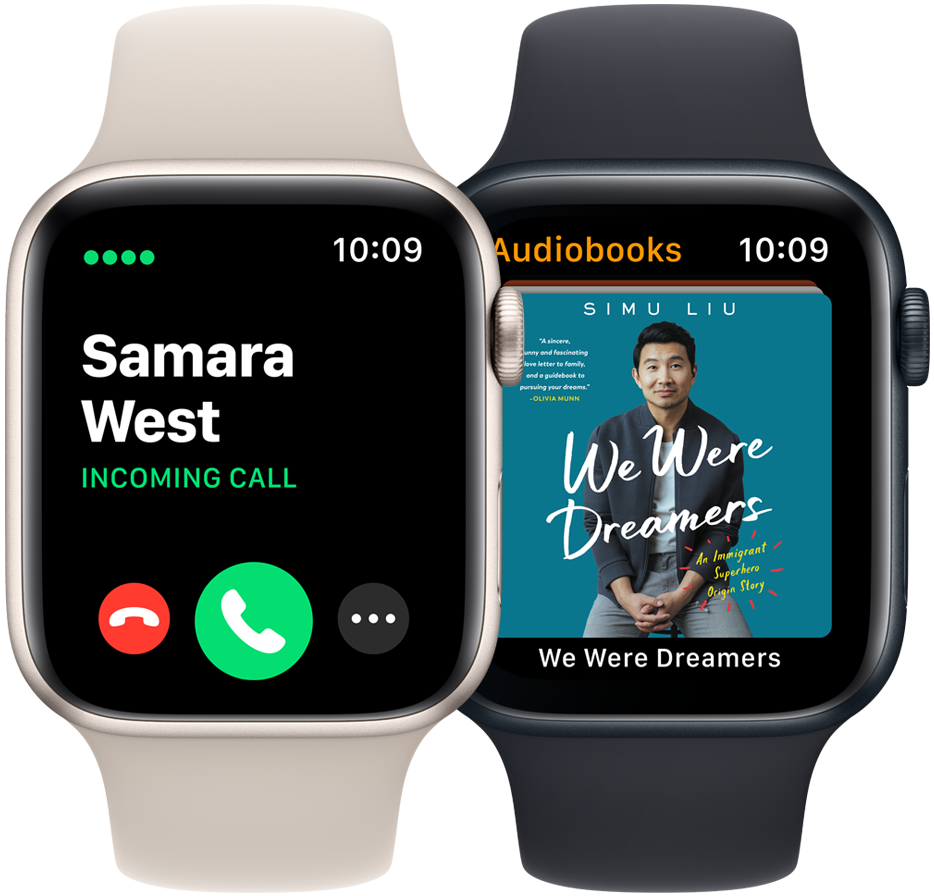 10:09
Samara
West
INCOMING CALL
Audiobooks 10:09
SIMU LIU
"A sincere,
unny and fascinating
love letter to family,
and a guidebook to
pursuing your dreams."
-OLIVIA MUNN
We Were
Dreamers
An Immigrant
Superhero
Origin Story
We Were Dreamers